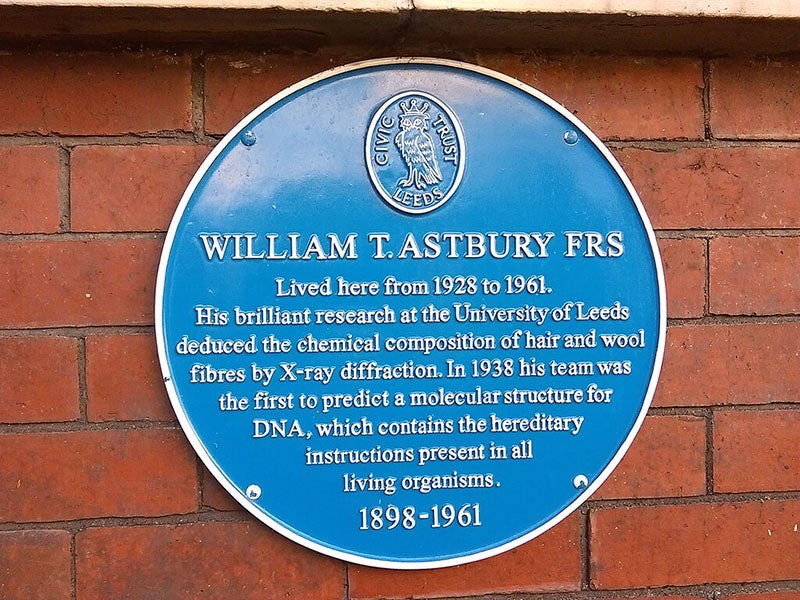 CIVIC TRUST
LEEDS
WILLIAM T. ASTBURY FRS
Lived here from 1928 to 1961.
His brilliant research at the University of Leeds
deduced the chemical composition of hair and wool
fibres by X-ray diffraction. In 1938 his team was
the first to predict a molecular structure for
DNA, which contains the hereditary
instructions present in all
living organisms.
1898-1961